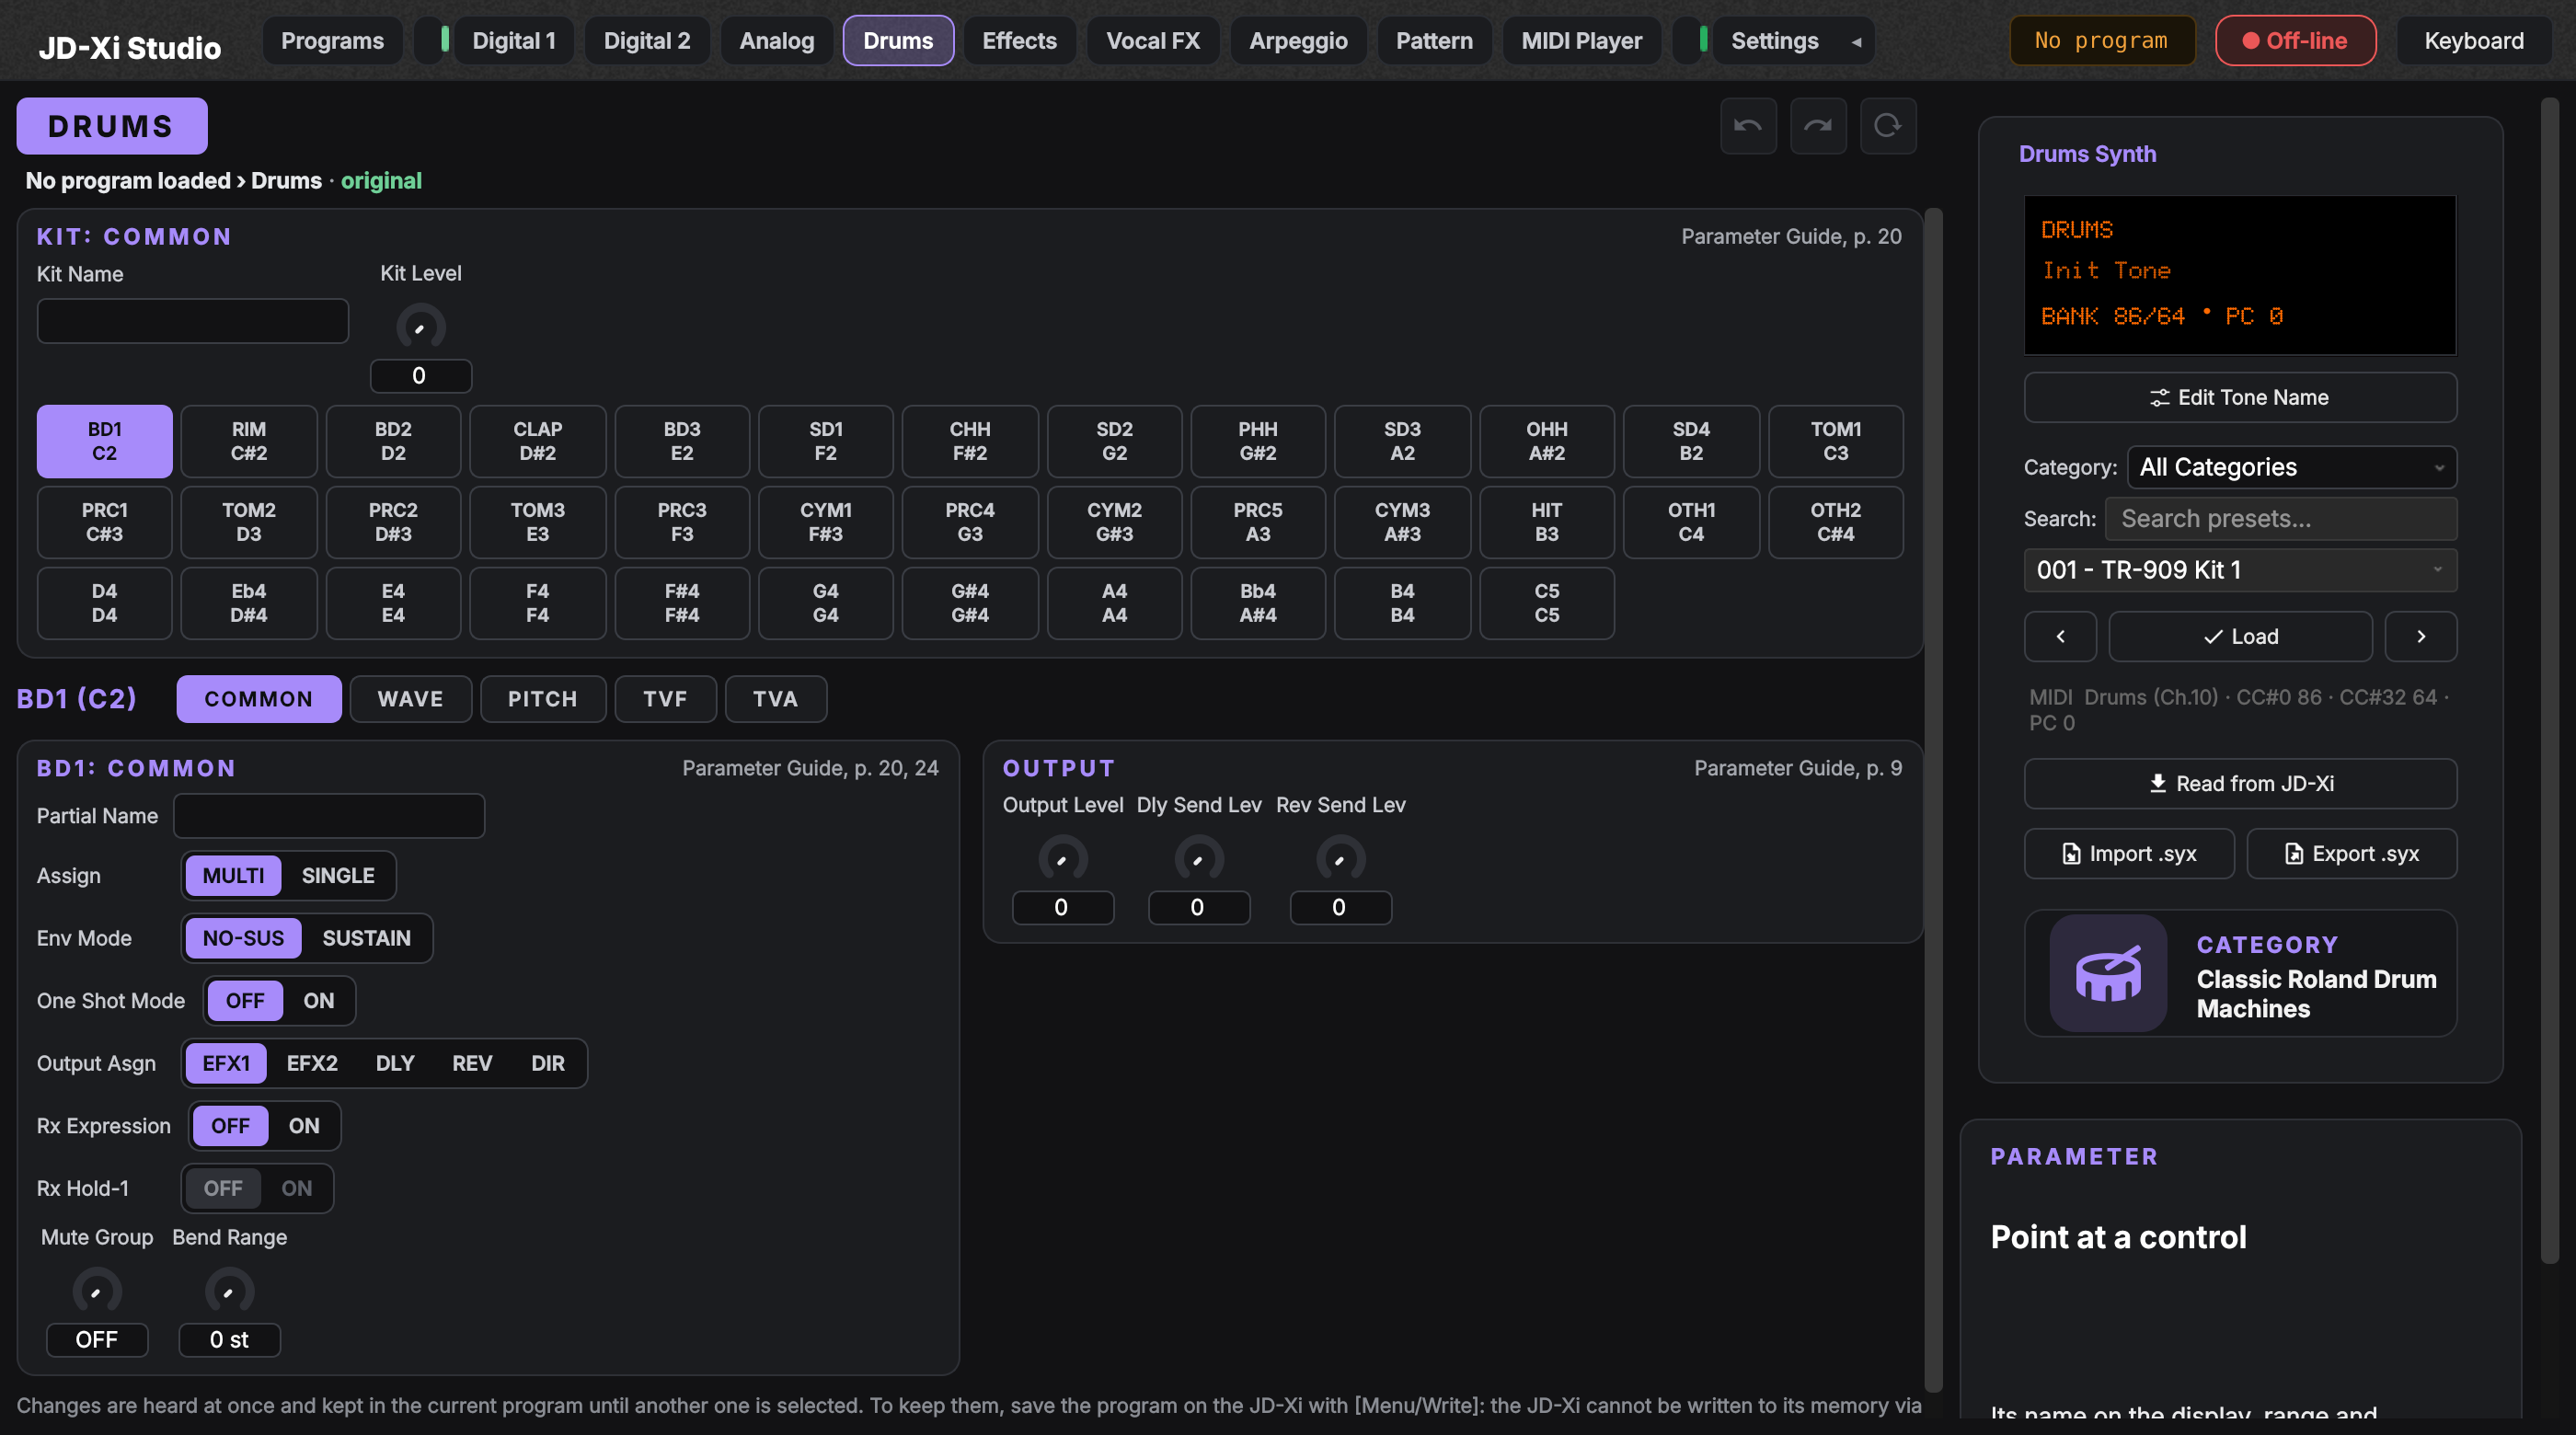 JD-Xi Studio
Programs
Digital 1
Digital 2
Analog
Drums
Effects
Vocal FX
Arpeggio
Pattern
MIDI Player
Settings
No program
Off-line
Keyboard
DRUMS
No program loaded › Drums · original
KIT: COMMON
Parameter Guide, p. 20
Kit Name
Kit Level
0
BD1 C2
RIM C#2
BD2 D2
CLAP D#2
BD3 E2
SD1 F2
CHH F#2
SD2 G2
PHH G#2
SD3 A2
OHH A#2
SD4 B2
TOM1 C3
PRC1 C#3
TOM2 D3
PRC2 D#3
TOM3 E3
PRC3 F3
CYM1 F#3
PRC4 G3
CYM2 G#3
PRC5 A3
CYM3 A#3
HIT B3
OTH1 C4
OTH2 C#4
D4 D4
Eb4 D#4
E4 E4
F4 F4
F#4 F#4
G4 G4
G#4 G#4
A4 A4
Bb4 A#4
B4 B4
C5 C5
BD1 (C2)
COMMON
WAVE
PITCH
TVF
TVA
BD1: COMMON
Parameter Guide, p. 20, 24
Partial Name
Assign MULTI SINGLE
Env Mode NO-SUS SUSTAIN
One Shot Mode OFF ON
Output Asgn EFX1 EFX2 DLY REV DIR
Rx Expression OFF ON
Rx Hold-1 OFF ON
Mute Group Bend Range
OFF 0 st
OUTPUT
Parameter Guide, p. 9
Output Level Dly Send Lev Rev Send Lev
0 0 0
Changes are heard at once and kept in the current program until another one is selected. To keep them, save the program on the JD-Xi with [Menu/Write]: the JD-Xi cannot be written to its memory via
Drums Synth
DRUMS
Init Tone
BANK 86/64 • PC 0
Edit Tone Name
Category: All Categories
Search: Search presets...
001 - TR-909 Kit 1
Load
MIDI Drums (Ch.10) · CC#0 86 · CC#32 64 ·
PC 0
Read from JD-Xi
Import .syx
Export .syx
CATEGORY
Classic Roland Drum
Machines
PARAMETER
Point at a control
Its name on the display, range and